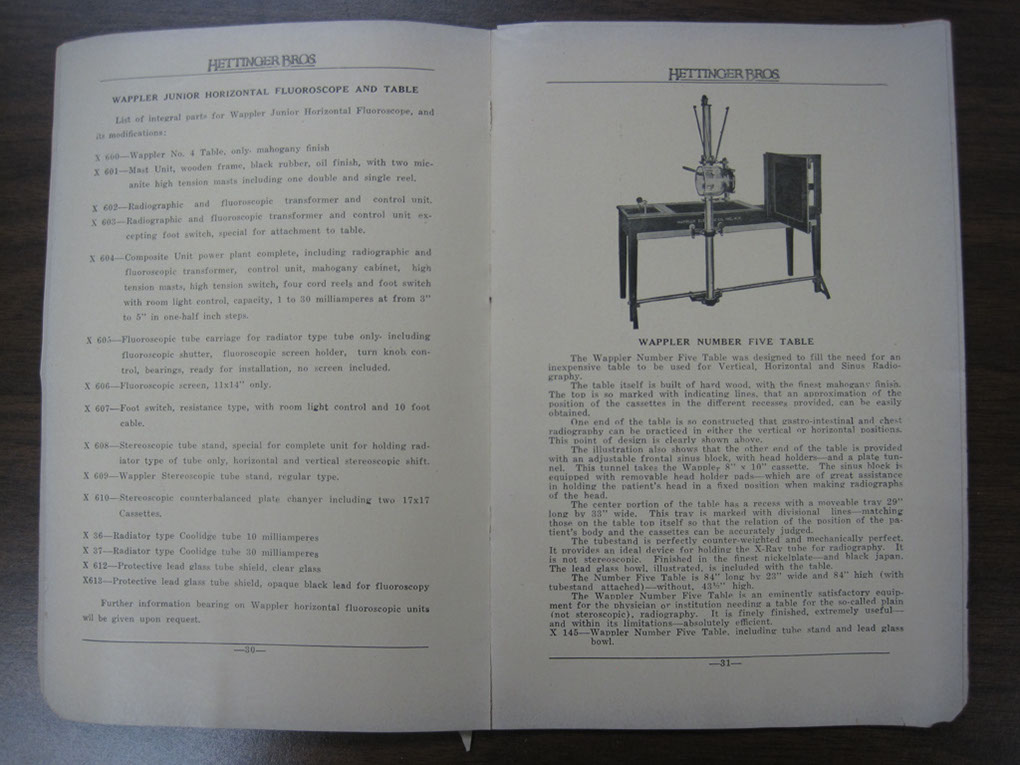 HETTINGER BROS.
WAPPLER JUNIOR HORIZONTAL FLUOROSCOPE AND TABLE
List of integral parts for Wappler Junior Horizontal Fluoroscope, and
its modifications:
X 600—Wappler No. 4 Table, only- mahogany finish
X 601—Mast Unit, wooden frame, black rubber, oil finish, with two mic-
anite high tension masts including one double and single reel.
X 602—Radiographic and fluoroscopic transformer and control unit.
X 603—Radiographic and fluoroscopic transformer and control unit ex-
cepting foot switch, special for attachment to table.
X 604—Composite Unit power plant complete, including radiographic and
fluoroscopic transformer, control unit, mahogany cabinet, high
tension masts, high tension switch, four cord reels and foot switch
with room light control, capacity, 1 to 30 milliamperes at from 3"
to 5" in one-half inch steps.
X 605—Fluoroscopic tube carriage for radiator type tube only- including
fluoroscopic shutter, fluoroscopic screen holder, turn knob con-
trol, bearings, ready for installation, no screen included.
X 606—Fluoroscopic screen, 11x14" only.
X 607—Foot switch, resistance type, with room light control and 10 foot
cable.
X 608—Stereoscopic tube stand, special for complete unit for holding rad-
iator type of tube only, horizontal and vertical stereoscopic shift.
X 609—Wappler Stereoscopic tube stand, regular type.
X 610—Stereoscopic counterbalanced plate chanyer including two 17x17
Cassettes.
X 36—Radiator type Coolidge tube 10 milliamperes
X 37—Radiator type Coolidge tube 30 milliamperes
X 612—Protective lead glass tube shield, clear glass
X613—Protective lead glass tube shield, opaque black lead for fluoroscopy
Further information bearing on Wappler horizontal fluoroscopic units
will be given upon request.
—30—
HETTINGER BROS.
WAPPLER NUMBER FIVE TABLE
The Wappler Number Five Table was designed to fill the need for an
inexpensive table to be used for Vertical, Horizontal and Sinus Radio-
graphy.
The table itself is built of hard wood, with the finest mahogany finish.
The top is so marked with indicating lines, that an approximation of the
position of the cassettes in the different recesses provided, can be easily
obtained.
One end of the table is so constructed that gastro-intestinal and chest
radiography can be practiced in either the vertical or horizontal positions.
This point of design is clearly shown above.
The illustration also shows that the other end of the table is provided
with an adjustable frontal sinus block, with head holders—and a plate tun-
nel. This tunnel takes the Wappler 8" x 10" cassette. The sinus block is
equipped with removable head holder pads—which are of great assistance
in holding the patient's head in a fixed position when making radiographs
of the head.
The center portion of the table has a recess with a moveable tray 29"
long by 33" wide. This tray is marked with divisional lines—matching
those on the table top itself so that the relation of the position of the pa-
tient's body and the cassettes can be accurately judged.
The tubestand is perfectly counter-weighted and mechanically perfect.
It provides an ideal device for holding the X-Ray tube for radiography. It
is not stereoscopic. Finished in the finest nickelplate—and black japan.
The lead glass bowl, illustrated, is included with the table.
The Number Five Table is 84" long by 23" wide and 84" high (with
tubestand attached)—without, 43¾" high.
The Wappler Number Five Table is an eminently satisfactory equip-
ment for the physician or institution needing a table for the so-called plain
(not steroscopic), radiography. It is finely finished, extremely useful—
and within its limitations—absolutely efficient.
X 145—Wappler Number Five Table, including tube stand and lead glass
bowl.
—31—